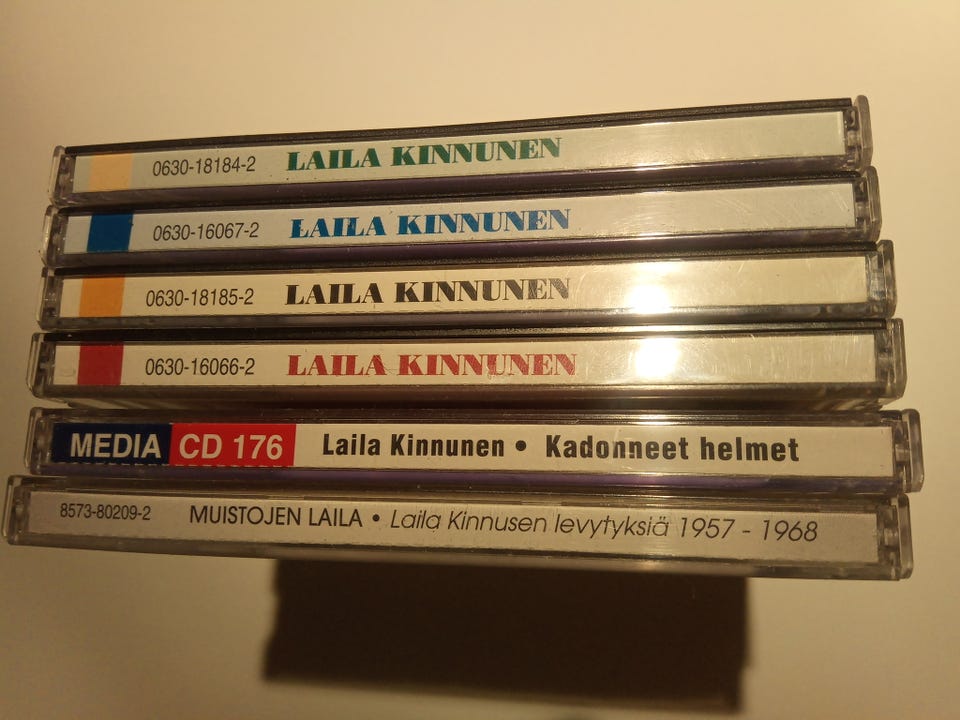 0630-18184-2 LAILA KINNUNEN
0630-16067-2 LAILA KINNUNEN
0630-18185-2 LAILA KINNUNEN
0630-16066-2 LAILA KINNUNEN
MEDIA CD 176 Laila Kinnunen • Kadonneet helmet
8573-80209-2 MUISTOJEN LAILA • Laila Kinnusen levytyksiä 1957 - 1968